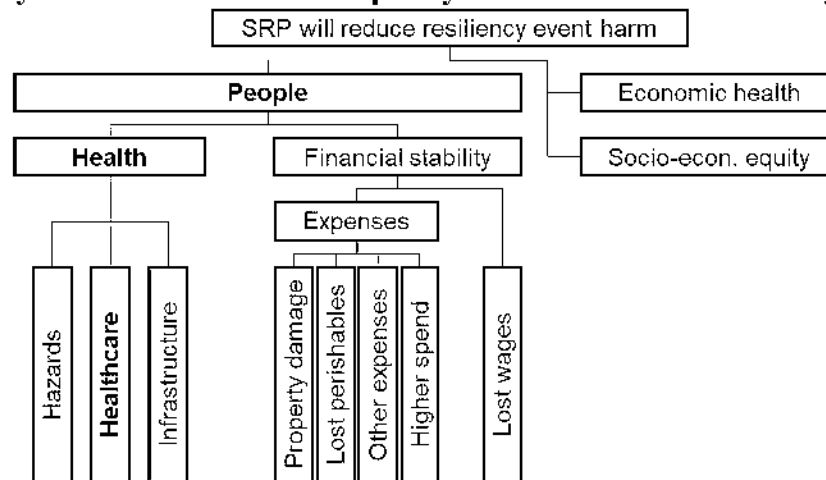 SRP will reduce resiliency event harm
People
Economic health
Health
Financial stability
Socio-econ. equity
Expenses
Hazards
Healthcare
Infrastructure
Property damage
Lost perishables
Other expenses
Higher spend
Lost wages